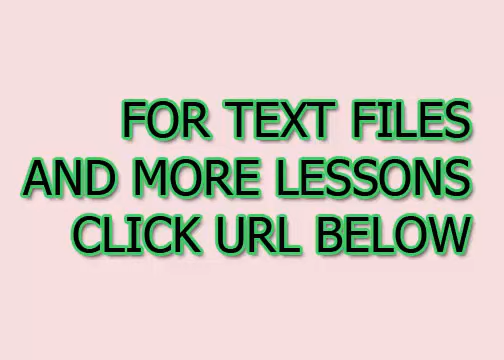 FOR TEXT FILES
AND MORE LESSONS
CLICK URL BELOW